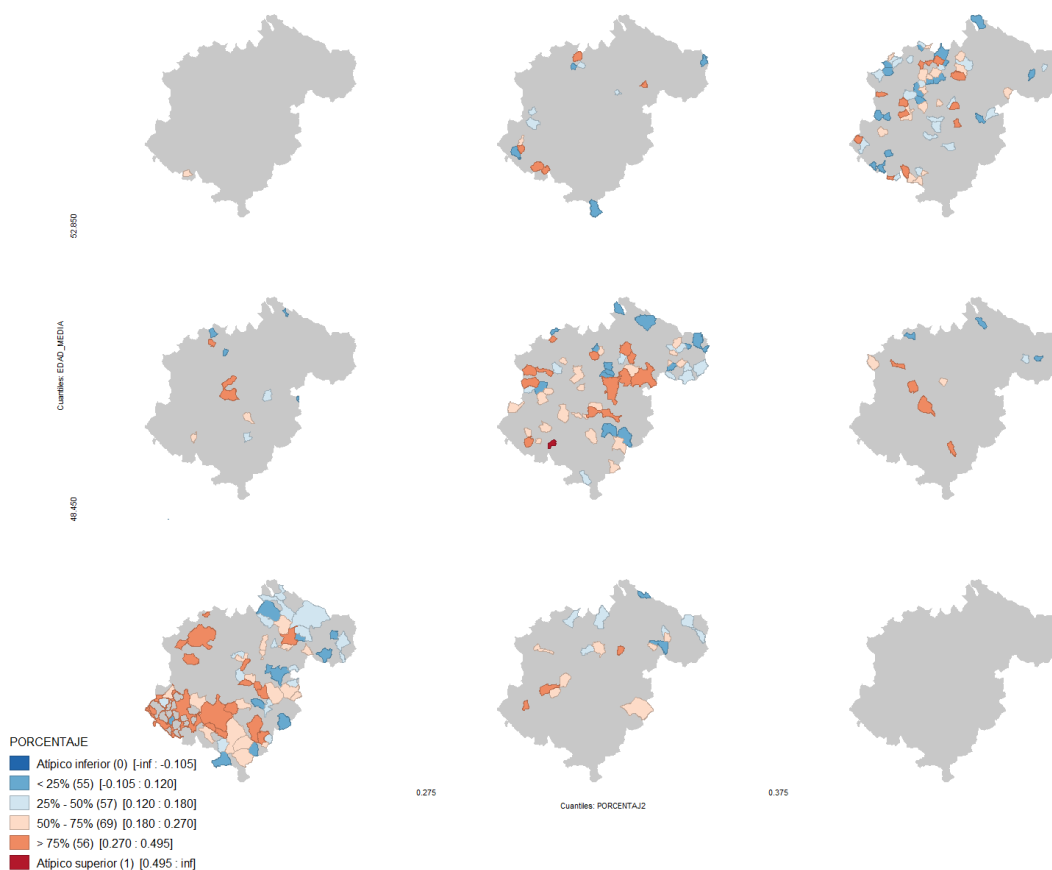 52.850
Cuantiles: EDAD_MEDIA
48.450
0.275
0.375
Cuantiles: PORCENTAJ2
PORCENTAJE
Atípico inferior (0) [-inf : -0.105]
< 25% (55) [-0.105 : 0.120]
25% - 50% (57) [0.120 : 0.180]
50% - 75% (69) [0.180 : 0.270]
> 75% (56) [0.270 : 0.495]
Atípico superior (1) [0.495 : inf]